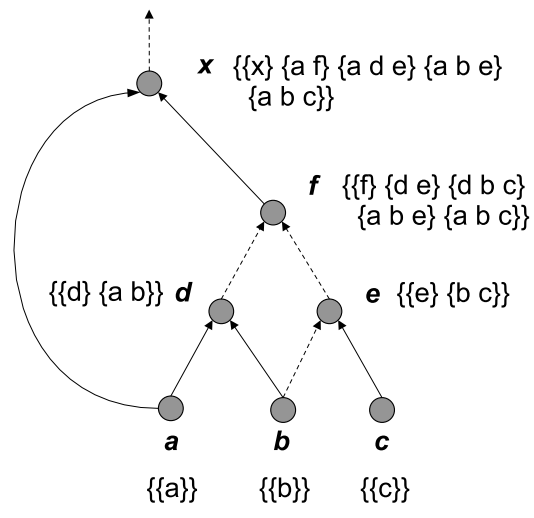 x {{x} {a f} {a d e} {a b e}
{a b c}}
f {{f} {d e} {d b c}
{a b e} {a b c}}
{{d} {a b}} d
e {{e} {b c}}
a b c
{{a}} {{b}} {{c}}